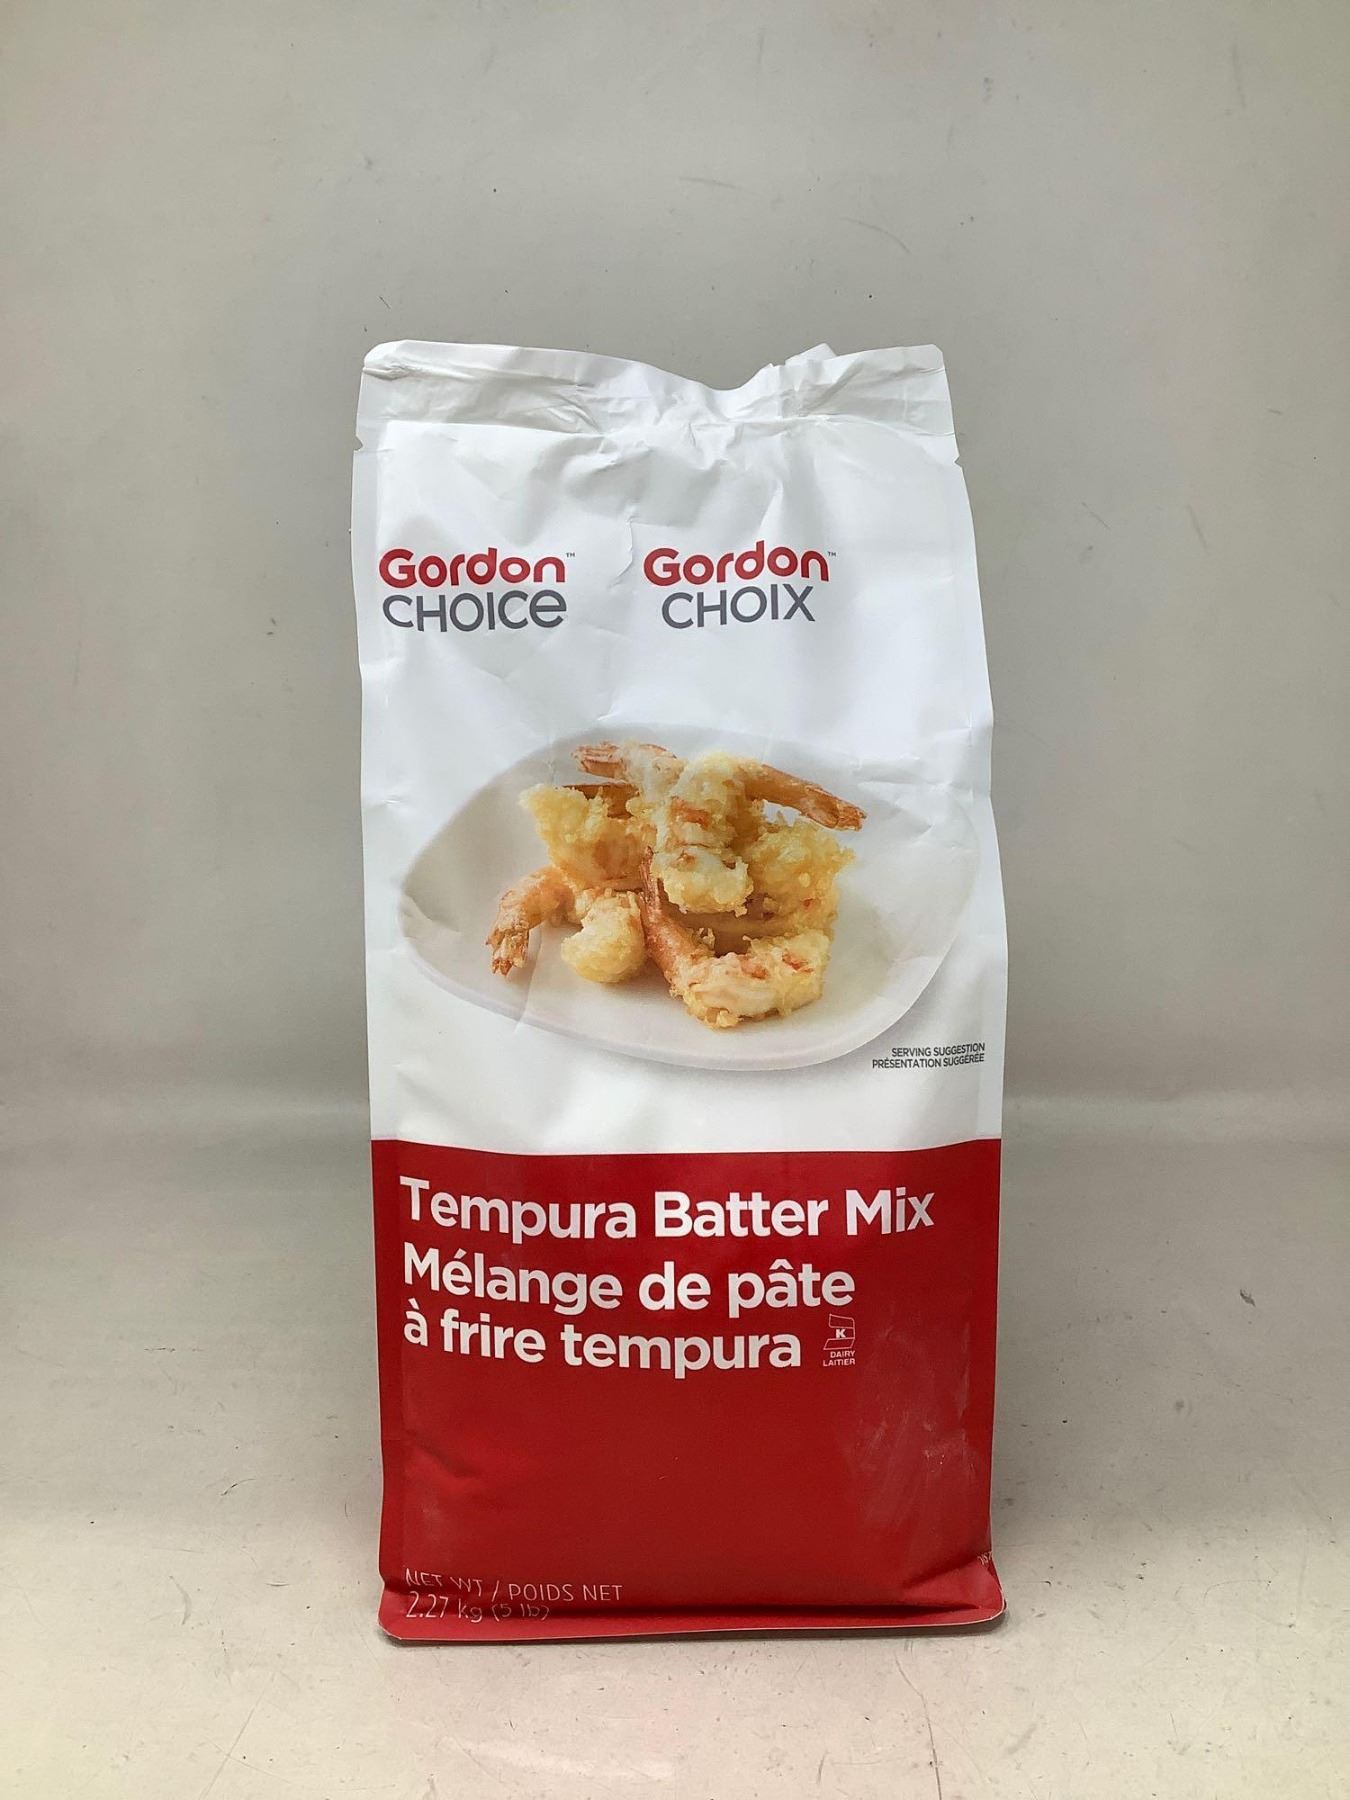 Gordon™
CHOICE
Gordon™
CHOIX
SERVING SUGGESTION
PRÉSENTATION SUGGÉRÉE
Tempura Batter Mix
Mélange de pâte
à frire tempura
K
DAIRY
LAITIER
NET WT / POIDS NET
2.27 kg (5 lb)